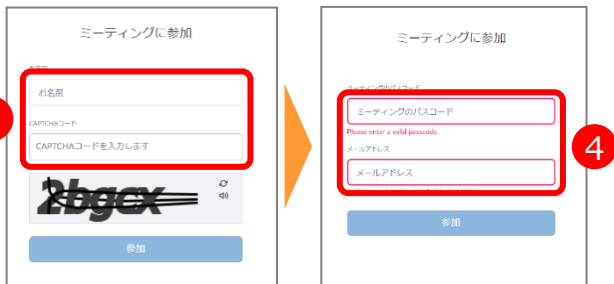 ミーティングに参加
お名前
お名前
CAPTCHAコード
CAPTCHAコードを入力します
2bgcx
参加
ミーティングに参加
ミーティングのパスコード
ミーティングのパスコード
Please enter a valid passcode
メールアドレス
メールアドレス
参加
4